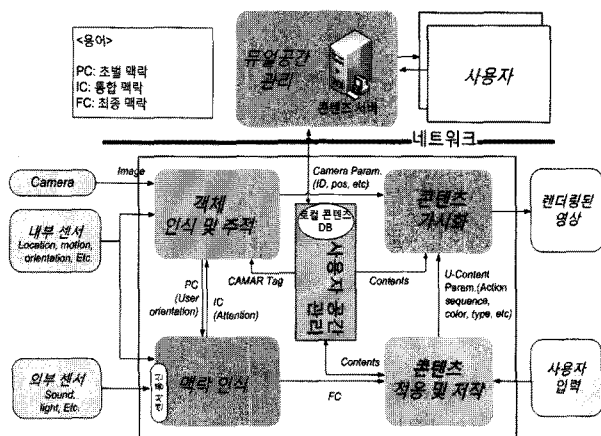 <용어>
PC: 초벌 맥락
IC: 통합 맥락
FC: 최종 맥락
듀얼공간
관리
콘텐츠 서버
사용자
네트워크
Camera
Image
객체
인식 및 추적
Camera Param.
(ID, pos, etc)
콘텐츠
가시화
렌더링된
영상
내부 센서
Location, motion,
orientation, Etc.
로컬 콘텐츠
DB
사용자 공간
관리
CAMAR Tag
Contents
PC
(User
orientation)
IC
(Attention)
U-Content
Param.(Action
sequence,
color, type, etc)
외부 센서
Sound,
light, Etc.
센서 통신
맥락 인식
Contents
FC
콘텐츠
적응 및 저작
사용자
입력